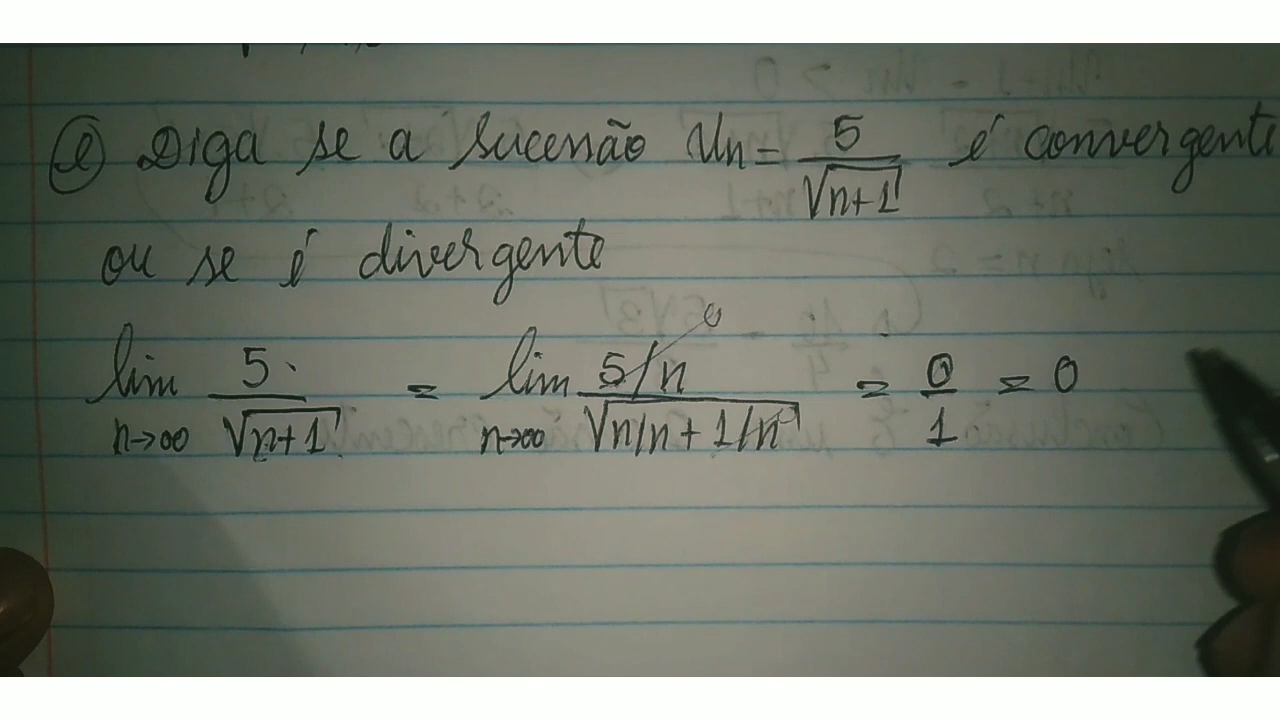 e) Diga se a sucessão Un = 5/√(n+1) é convergente
ou se é divergente
lim n→∞ 5/√(n+1) = lim n→∞ (5/n)/√(n/n + 1/n) = 0/1 = 0